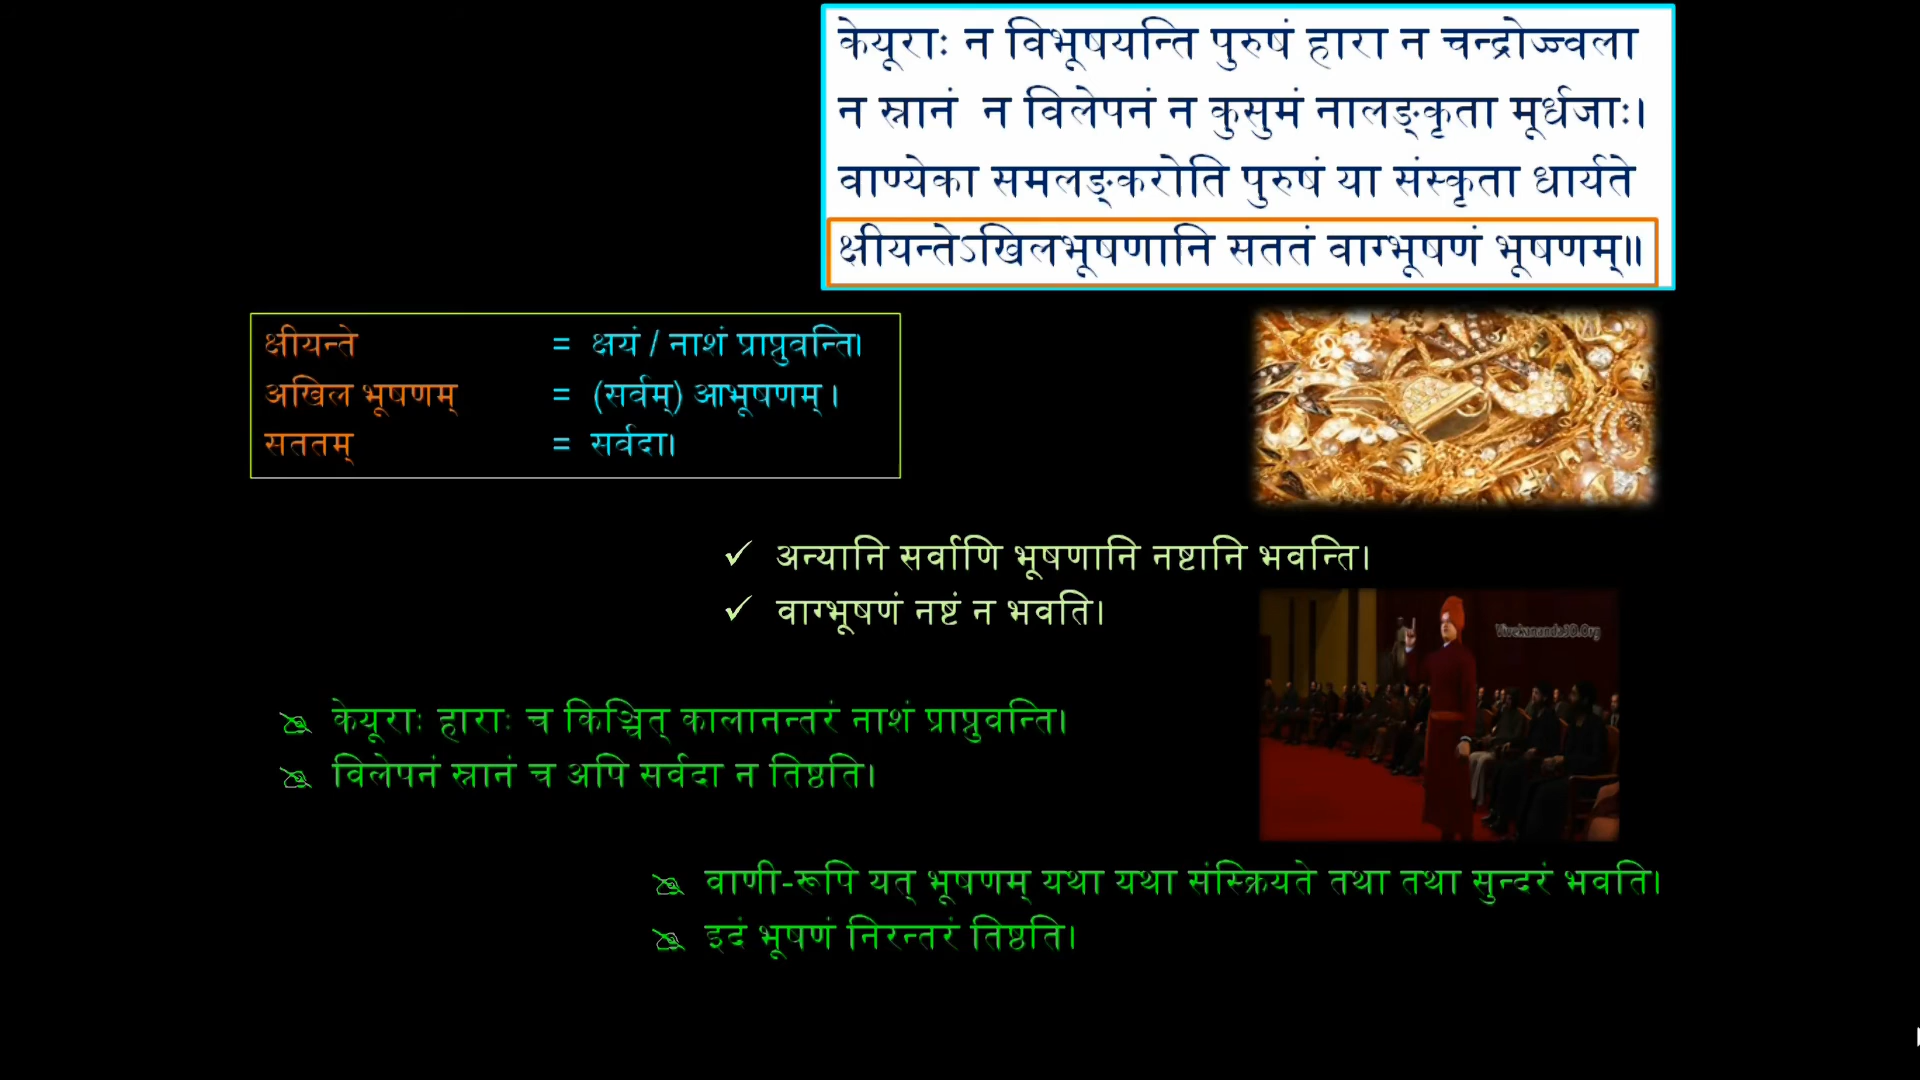 केयूराः न विभूषयन्ति पुरुषं हारा न चन्द्रोज्ज्वला
न स्नानं न विलेपनं न कुसुमं नालङ्कृता मूर्धजाः।
वाण्येका समलङ्करोति पुरुषं या संस्कृता धार्यते
क्षीयन्तेऽखिलभूषणानि सततं वाग्भूषणं भूषणम्॥
क्षीयन्ते = क्षयं / नाशं प्राप्नुवन्ति।
अखिल भूषणम् = (सर्वम्) आभूषणम् ।
सततम् = सर्वदा।
✓ अन्यानि सर्वाणि भूषणानि नष्टानि भवन्ति।
✓ वाग्भूषणं नष्टं न भवति।
Vivekananda3D.Org
केयूराः हाराः च किञ्चित् कालानन्तरं नाशं प्राप्नुवन्ति।
विलेपनं स्नानं च अपि सर्वदा न तिष्ठति।
वाणी-रूपि यत् भूषणम् यथा यथा संस्क्रियते तथा तथा सुन्दरं भवति।
इदं भूषणं निरन्तरं तिष्ठति।